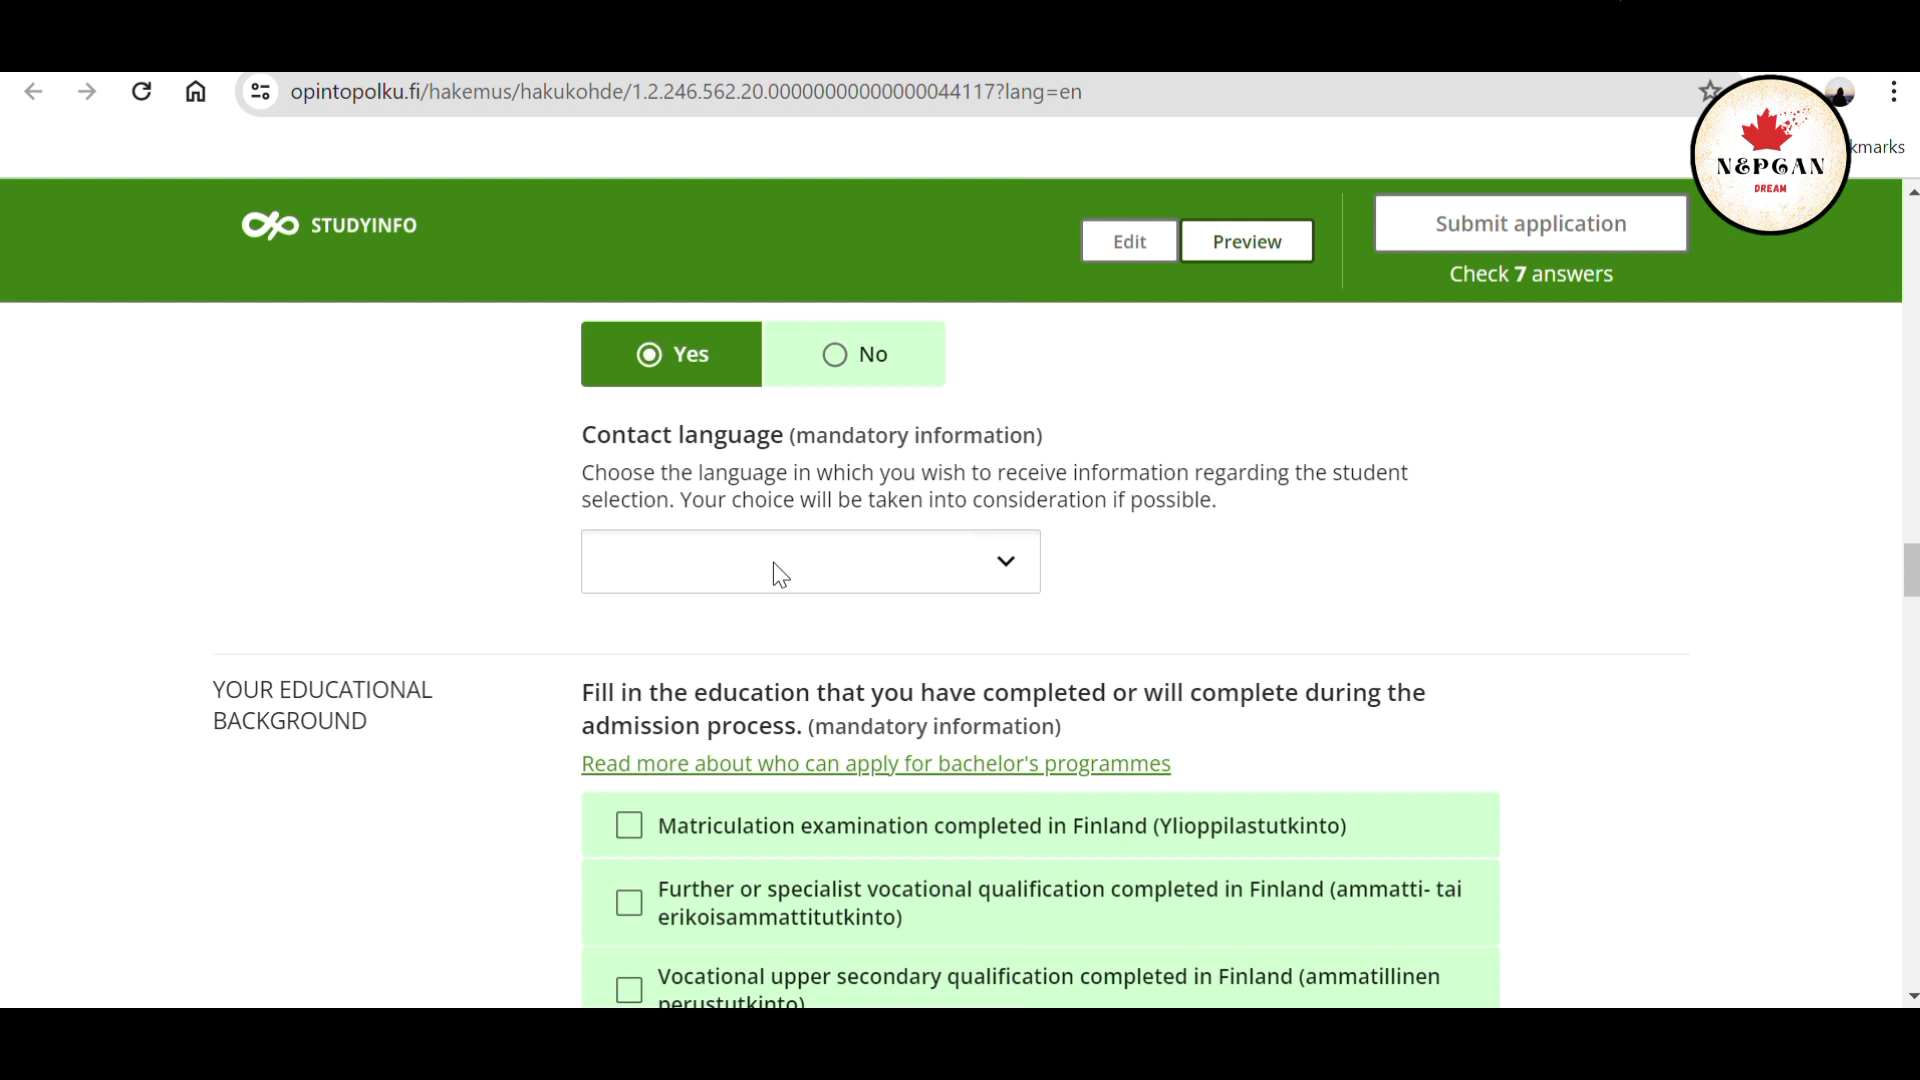 opintopolku.fi/hakemus/hakukohde/1.2.246.562.20.00000000000000044117?lang=en
kmarks
N&PGAN
DREAM
STUDYINFO
Edit
Preview
Submit application
Check 7 answers
Yes
No
Contact language (mandatory information)
Choose the language in which you wish to receive information regarding the student
selection. Your choice will be taken into consideration if possible.
YOUR EDUCATIONAL
BACKGROUND
Fill in the education that you have completed or will complete during the
admission process. (mandatory information)
Read more about who can apply for bachelor's programmes
Matriculation examination completed in Finland (Ylioppilastutkinto)
Further or specialist vocational qualification completed in Finland (ammatti- tai
erikoisammattitutkinto)
Vocational upper secondary qualification completed in Finland (ammatillinen
perustutkinto)